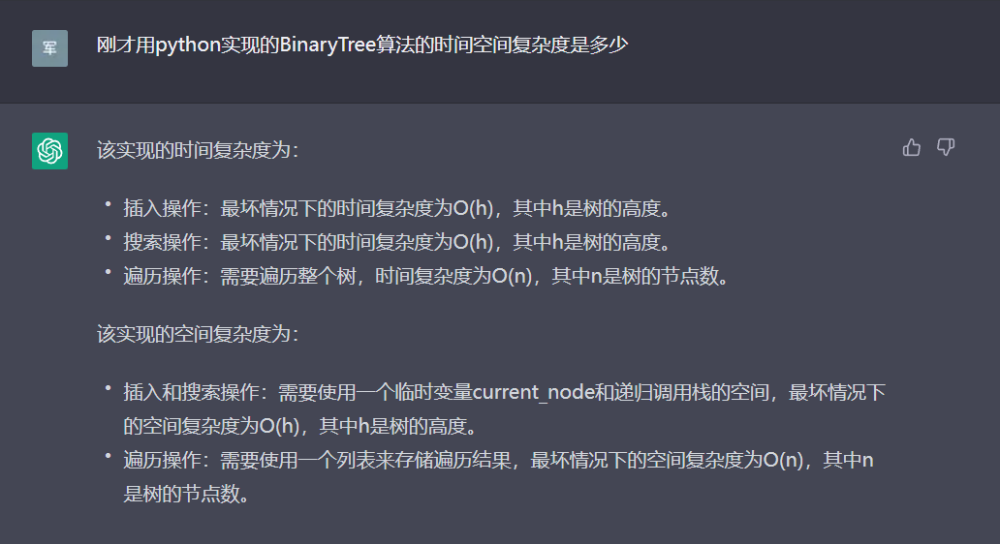 军
刚才用python实现的BinaryTree算法的时间空间复杂度是多少
该实现的时间复杂度为：
• 插入操作：最坏情况下的时间复杂度为O(h)，其中h是树的高度。
• 搜索操作：最坏情况下的时间复杂度为O(h)，其中h是树的高度。
• 遍历操作：需要遍历整个树，时间复杂度为O(n)，其中n是树的节点数。
该实现的空间复杂度为：
• 插入和搜索操作：需要使用一个临时变量current_node和递归调用栈的空间，最坏情况下
的空间复杂度为O(h)，其中h是树的高度。
• 遍历操作：需要使用一个列表来存储遍历结果，最坏情况下的空间复杂度为O(n)，其中n
是树的节点数。